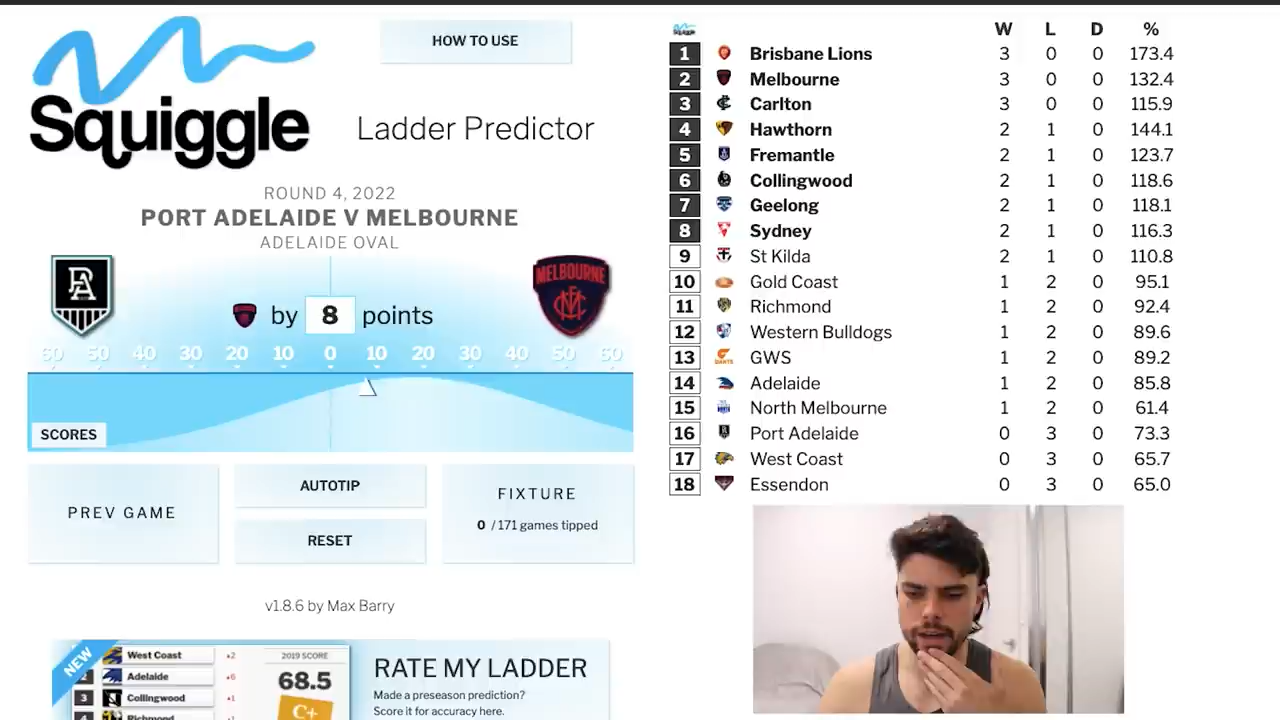 Squiggle
HOW TO USE
Ladder Predictor
ROUND 4, 2022
PORT ADELAIDE V MELBOURNE
ADELAIDE OVAL
MELBOURNE
by 8 points
60 50 40 30 20 10 0 10 20 30 40 50 60
SCORES
PREV GAME
AUTOTIP
RESET
FIXTURE
0 / 171 games tipped
v1.8.6 by Max Barry
NEW
West Coast +2
Adelaide +6
3 Collingwood +1
4 Richmond
2019 SCORE
68.5
C+
RATE MY LADDER
Made a preseason prediction?
Score it for accuracy here.
Squiggle W L D %
1 Brisbane Lions 3 0 0 173.4
2 Melbourne 3 0 0 132.4
3 Carlton 3 0 0 115.9
4 Hawthorn 2 1 0 144.1
5 Fremantle 2 1 0 123.7
6 Collingwood 2 1 0 118.6
7 Geelong 2 1 0 118.1
8 Sydney 2 1 0 116.3
9 St Kilda 2 1 0 110.8
10 Gold Coast 1 2 0 95.1
11 Richmond 1 2 0 92.4
12 Western Bulldogs 1 2 0 89.6
13 GWS 1 2 0 89.2
14 Adelaide 1 2 0 85.8
15 North Melbourne 1 2 0 61.4
16 Port Adelaide 0 3 0 73.3
17 West Coast 0 3 0 65.7
18 Essendon 0 3 0 65.0